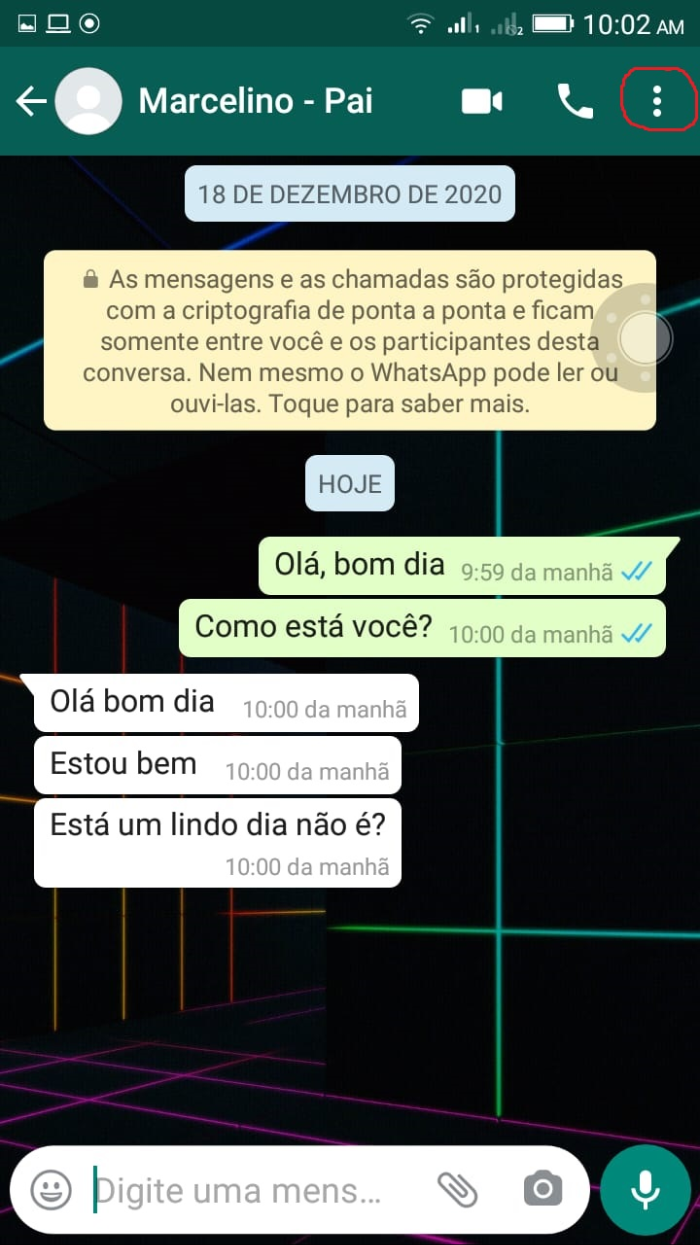 10:02 AM
Marcelino - Pai
18 DE DEZEMBRO DE 2020
As mensagens e as chamadas são protegidas
com a criptografia de ponta a ponta e ficam
somente entre você e os participantes desta
conversa. Nem mesmo o WhatsApp pode ler ou
ouvi-las. Toque para saber mais.
HOJE
Olá, bom dia 9:59 da manhã
Como está você? 10:00 da manhã
Olá bom dia 10:00 da manhã
Estou bem 10:00 da manhã
Está um lindo dia não é?
10:00 da manhã
Digite uma mens...